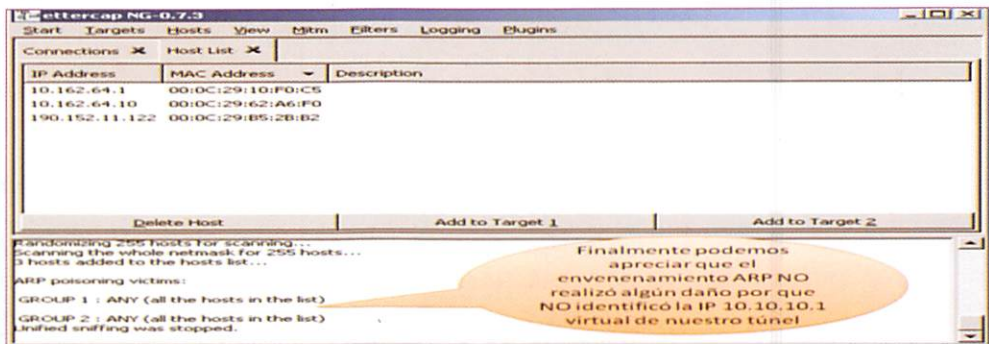 ettercap NG-0.7.3
Start Targets Hosts View Mitm Filters Logging Plugins
Connections Host List
IP Address MAC Address Description
10.162.64.1 00:0C:29:10:F0:C5
10.162.64.10 00:0C:29:62:A6:F0
190.152.11.122 00:0C:29:B5:2B:B2
Delete Host Add to Target 1 Add to Target 2
Randomizing 255 hosts for scanning...
Scanning the whole netmask for 255 hosts...
3 hosts added to the hosts list...
ARP poisoning victims:
GROUP 1 : ANY (all the hosts in the list)
GROUP 2 : ANY (all the hosts in the list)
Unified sniffing was stopped.
Finalmente podemos
apreciar que el
envenenamiento ARP NO
realizó algún daño por que
NO identificó la IP 10.10.10.1
virtual de nuestro túnel